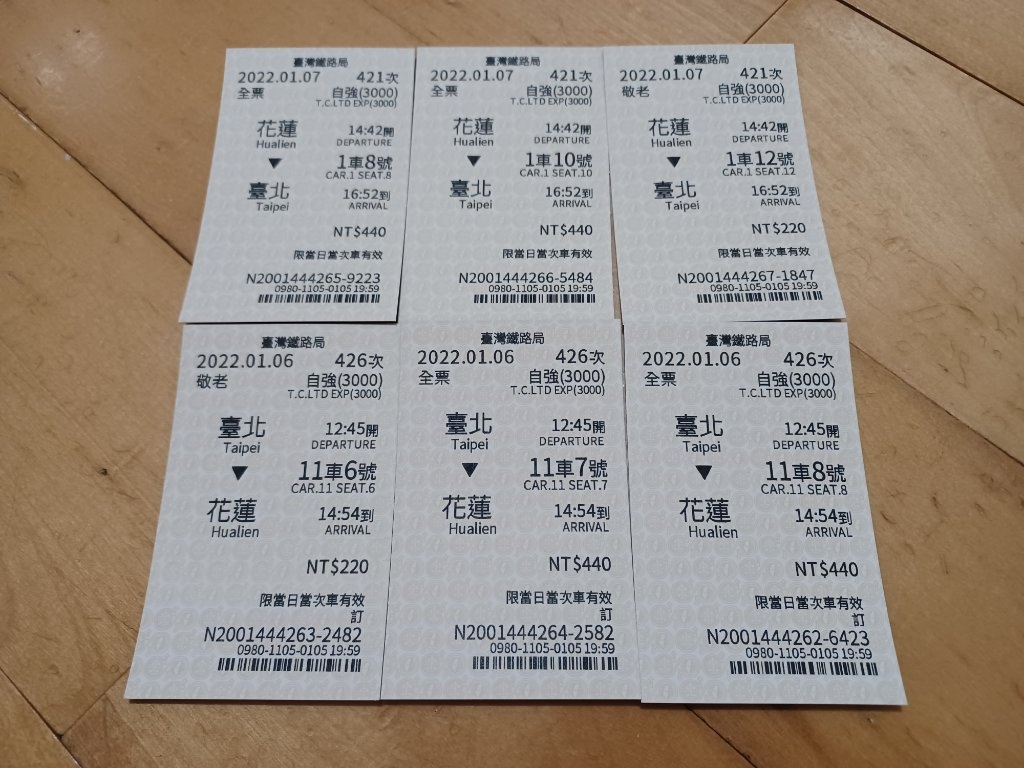 臺灣鐵路局
2022.01.07 421次
全票 自強(3000)
T.C.LTD EXP(3000)
花蓮 14:42開
Hualien DEPARTURE
▼ 1車8號
CAR.1 SEAT.8
臺北 16:52到
Taipei ARRIVAL
NT$440
限當日當次車有效
N2001444265-9223
0980-1105-0105 19:59
臺灣鐵路局
2022.01.07 421次
全票 自強(3000)
T.C.LTD EXP(3000)
花蓮 14:42開
Hualien DEPARTURE
▼ 1車10號
CAR.1 SEAT.10
臺北 16:52到
Taipei ARRIVAL
NT$440
限當日當次車有效
N2001444266-5484
0980-1105-0105 19:59
臺灣鐵路局
2022.01.07 421次
敬老 自強(3000)
T.C.LTD EXP(3000)
花蓮 14:42開
Hualien DEPARTURE
▼ 1車12號
CAR.1 SEAT.12
臺北 16:52到
Taipei ARRIVAL
NT$220
限當日當次車有效
N2001444267-1847
0980-1105-0105 19:59
臺灣鐵路局
2022.01.06 426次
敬老 自強(3000)
T.C.LTD EXP(3000)
臺北 12:45開
Taipei DEPARTURE
▼ 11車6號
CAR.11 SEAT.6
花蓮 14:54到
Hualien ARRIVAL
NT$220
限當日當次車有效
訂
N2001444263-2482
0980-1105-0105 19:59
臺灣鐵路局
2022.01.06 426次
全票 自強(3000)
T.C.LTD EXP(3000)
臺北 12:45開
Taipei DEPARTURE
▼ 11車7號
CAR.11 SEAT.7
花蓮 14:54到
Hualien ARRIVAL
NT$440
限當日當次車有效
訂
N2001444264-2582
0980-1105-0105 19:59
臺灣鐵路局
2022.01.06 426次
全票 自強(3000)
T.C.LTD EXP(3000)
臺北 12:45開
Taipei DEPARTURE
▼ 11車8號
CAR.11 SEAT.8
花蓮 14:54到
Hualien ARRIVAL
NT$440
限當日當次車有效
訂
N2001444262-6423
0980-1105-0105 19:59